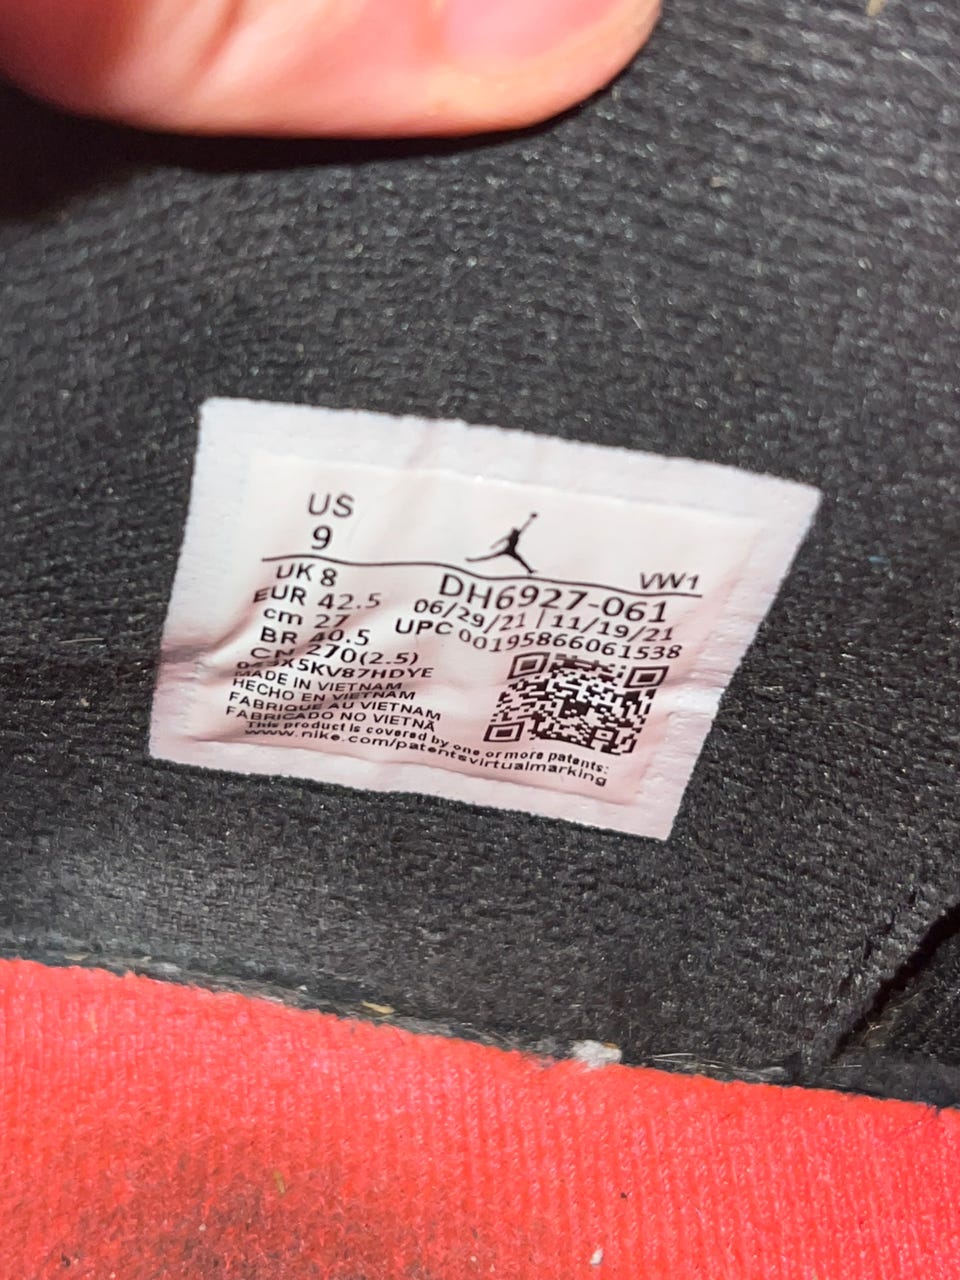 US
9
VW1
UK 8
EUR 42.5
cm 27
BR 40.5
CN 270(2.5)
DH6927-061
06/29/21 | 11/19/21
UPC 00195866061538
MADE IN VIETNAM
HECHO EN VIETNAM
FABRIQUE AU VIETNAM
FABRICADO NO VIETNÃ
This product is covered by one or more patents:
www.nike.com/patentsvirtualmarking